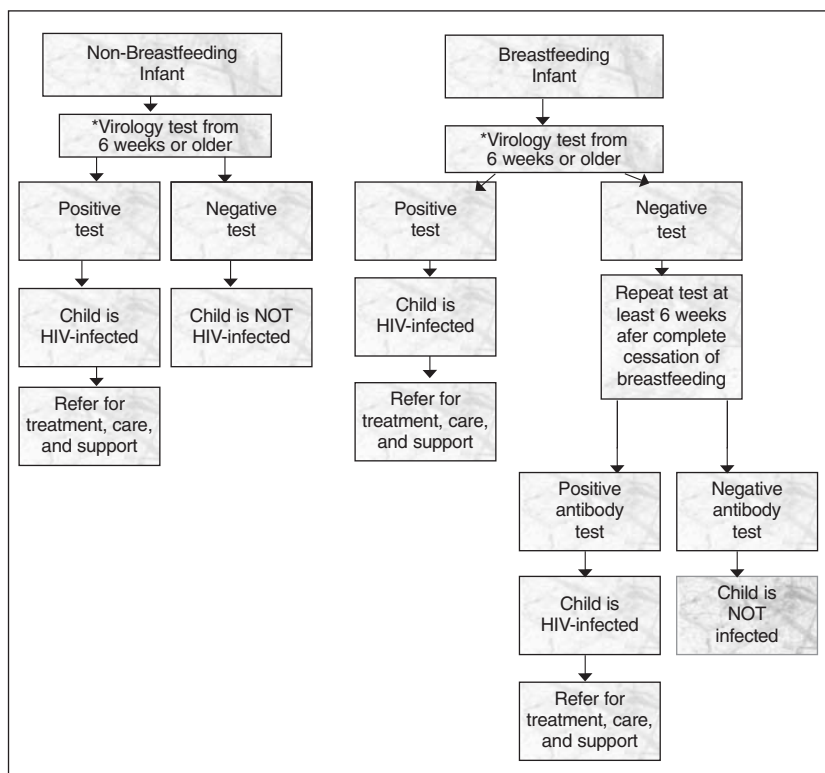 Non-Breastfeeding
Infant
*Virology test from
6 weeks or older
Positive
test
Negative
test
Child is
HIV-infected
Child is NOT
HIV-infected
Refer for
treatment, care,
and support
Breastfeeding
Infant
*Virology test from
6 weeks or older
Positive
test
Negative
test
Child is
HIV-infected
Repeat test at
least 6 weeks
afer complete
cessation of
breastfeeding
Refer for
treatment, care,
and support
Positive
antibody
test
Negative
antibody
test
Child is
HIV-infected
Child is
NOT
infected
Refer for
treatment, care,
and support